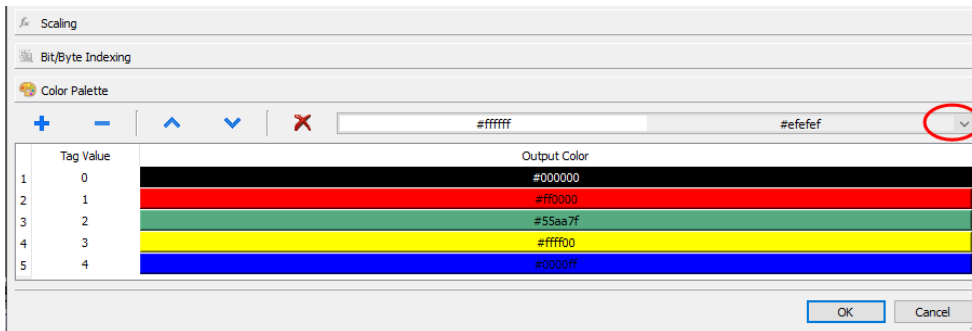 Scaling
Bit/Byte Indexing
Color Palette
#ffffff #efefef
Tag Value Output Color
1 0 #000000
2 1 #ff0000
3 2 #55aa7f
4 3 #ffff00
5 4 #0000ff
OK Cancel